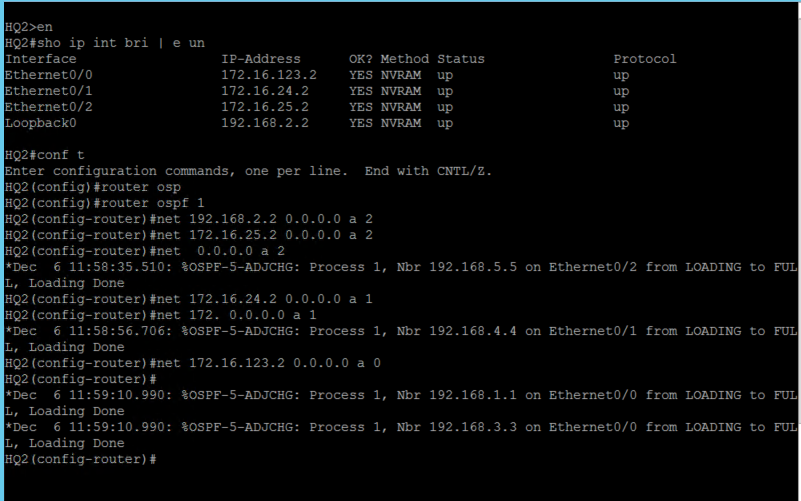 HQ2>en
HQ2#sho ip int bri | e un
Interface                  IP-Address      OK? Method Status                Protocol
Ethernet0/0                172.16.123.2    YES NVRAM  up                    up
Ethernet0/1                172.16.24.2     YES NVRAM  up                    up
Ethernet0/2                172.16.25.2     YES NVRAM  up                    up
Loopback0                  192.168.2.2     YES NVRAM  up                    up
HQ2#conf t
Enter configuration commands, one per line.  End with CNTL/Z.
HQ2(config)#router osp
HQ2(config)#router ospf 1
HQ2(config-router)#net 192.168.2.2 0.0.0.0 a 2
HQ2(config-router)#net 172.16.25.2 0.0.0.0 a 2
HQ2(config-router)#net  0.0.0.0 a 2
*Dec  6 11:58:35.510: %OSPF-5-ADJCHG: Process 1, Nbr 192.168.5.5 on Ethernet0/2 from LOADING to FUL
L, Loading Done
HQ2(config-router)#net 172.16.24.2 0.0.0.0 a 1
HQ2(config-router)#net 172. 0.0.0.0 a 1
*Dec  6 11:58:56.706: %OSPF-5-ADJCHG: Process 1, Nbr 192.168.4.4 on Ethernet0/1 from LOADING to FUL
L, Loading Done
HQ2(config-router)#net 172.16.123.2 0.0.0.0 a 0
HQ2(config-router)#
*Dec  6 11:59:10.990: %OSPF-5-ADJCHG: Process 1, Nbr 192.168.1.1 on Ethernet0/0 from LOADING to FUL
L, Loading Done
*Dec  6 11:59:10.990: %OSPF-5-ADJCHG: Process 1, Nbr 192.168.3.3 on Ethernet0/0 from LOADING to FUL
L, Loading Done
HQ2(config-router)#